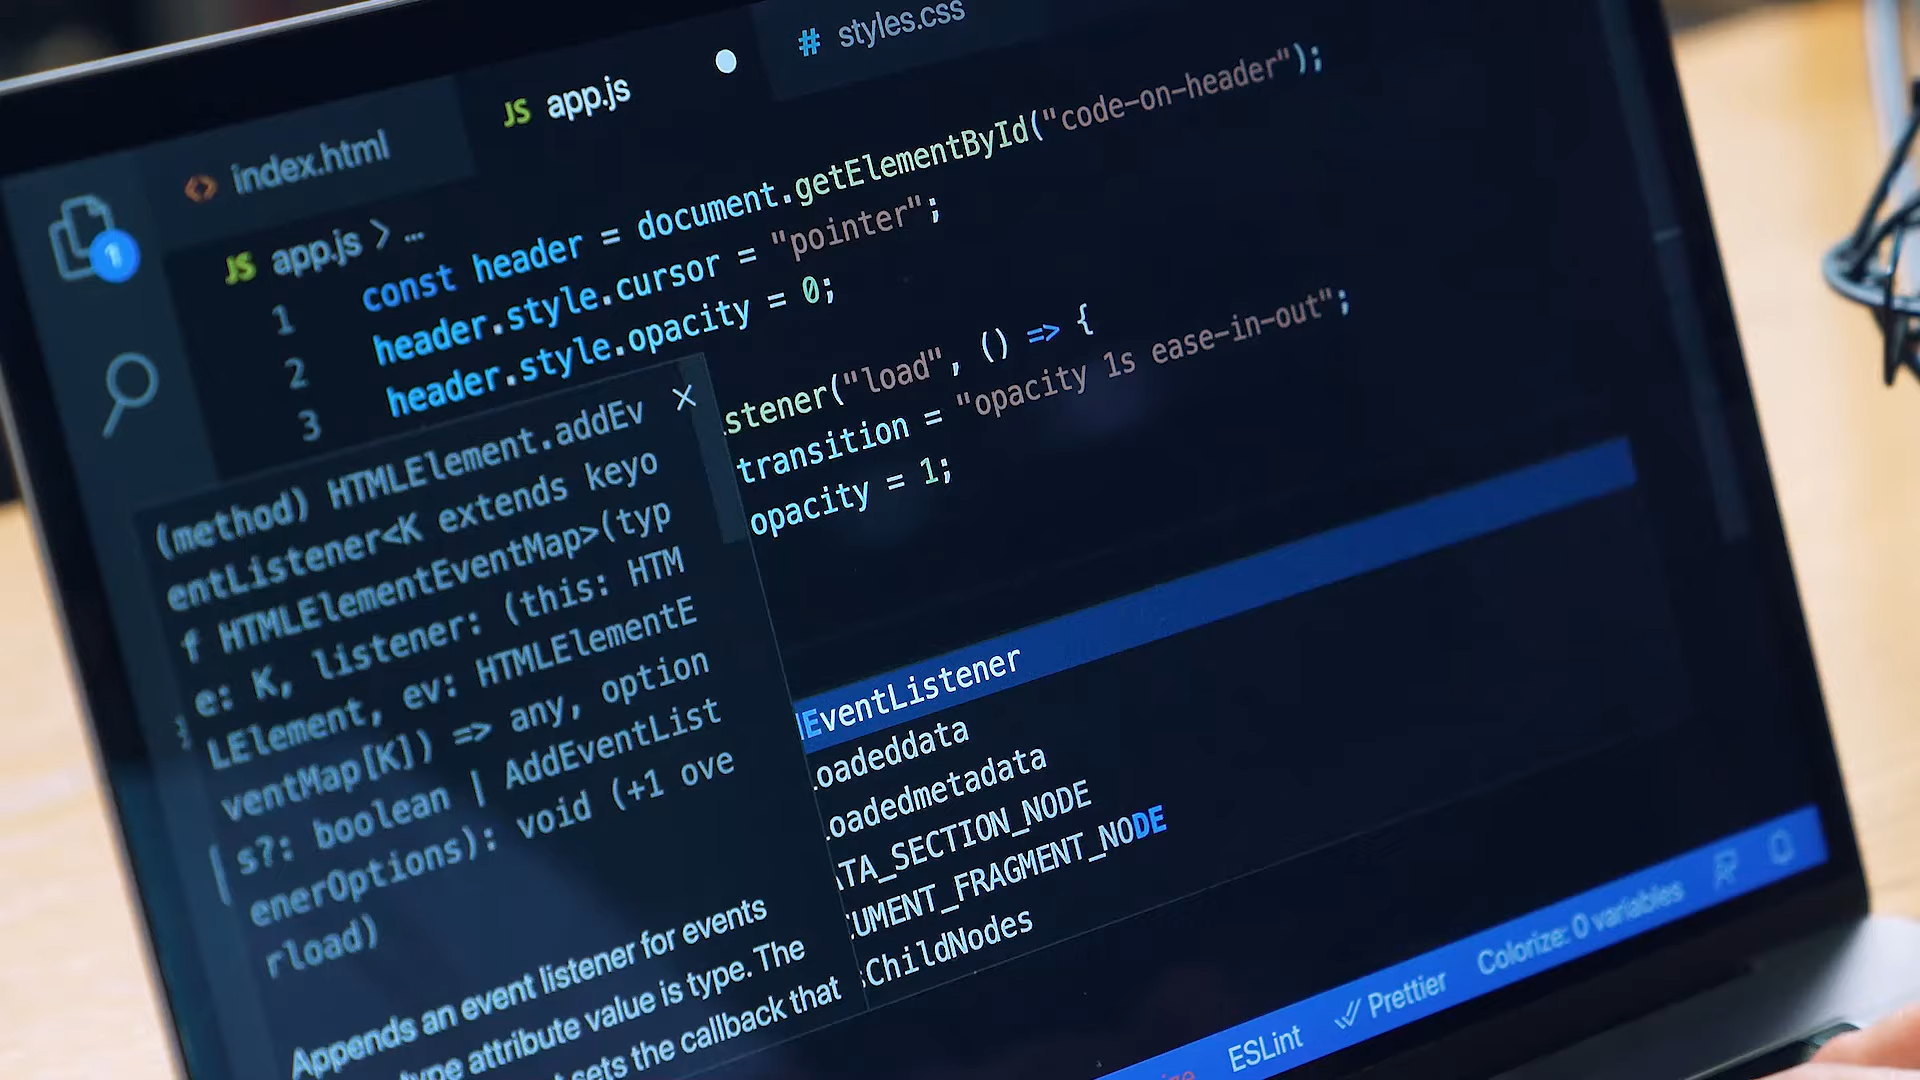 index.html
JS app.js
# styles.css
JS app.js > ...
1 const header = document.getElementById("code-on-header");
2 header.style.cursor = "pointer";
3 header.style.opacity = 0;
stener("load", () => {
transition = "opacity 1s ease-in-out";
opacity = 1;
(method) HTMLElement.addEv
entListener<K extends keyo
f HTMLElementEventMap>(typ
e: K, listener: (this: HTM
LElement, ev: HTMLElementE
ventMap[K]) => any, option
s?: boolean | AddEventList
enerOptions): void (+1 ove
rload)
Appends an event listener for events
attribute value is type. The
sets the callback that
EventListener
oadeddata
oadedmetadata
TA_SECTION_NODE
UMENT_FRAGMENT_NODE
ChildNodes
ESLint
Prettier
Colorize: 0 variables
1